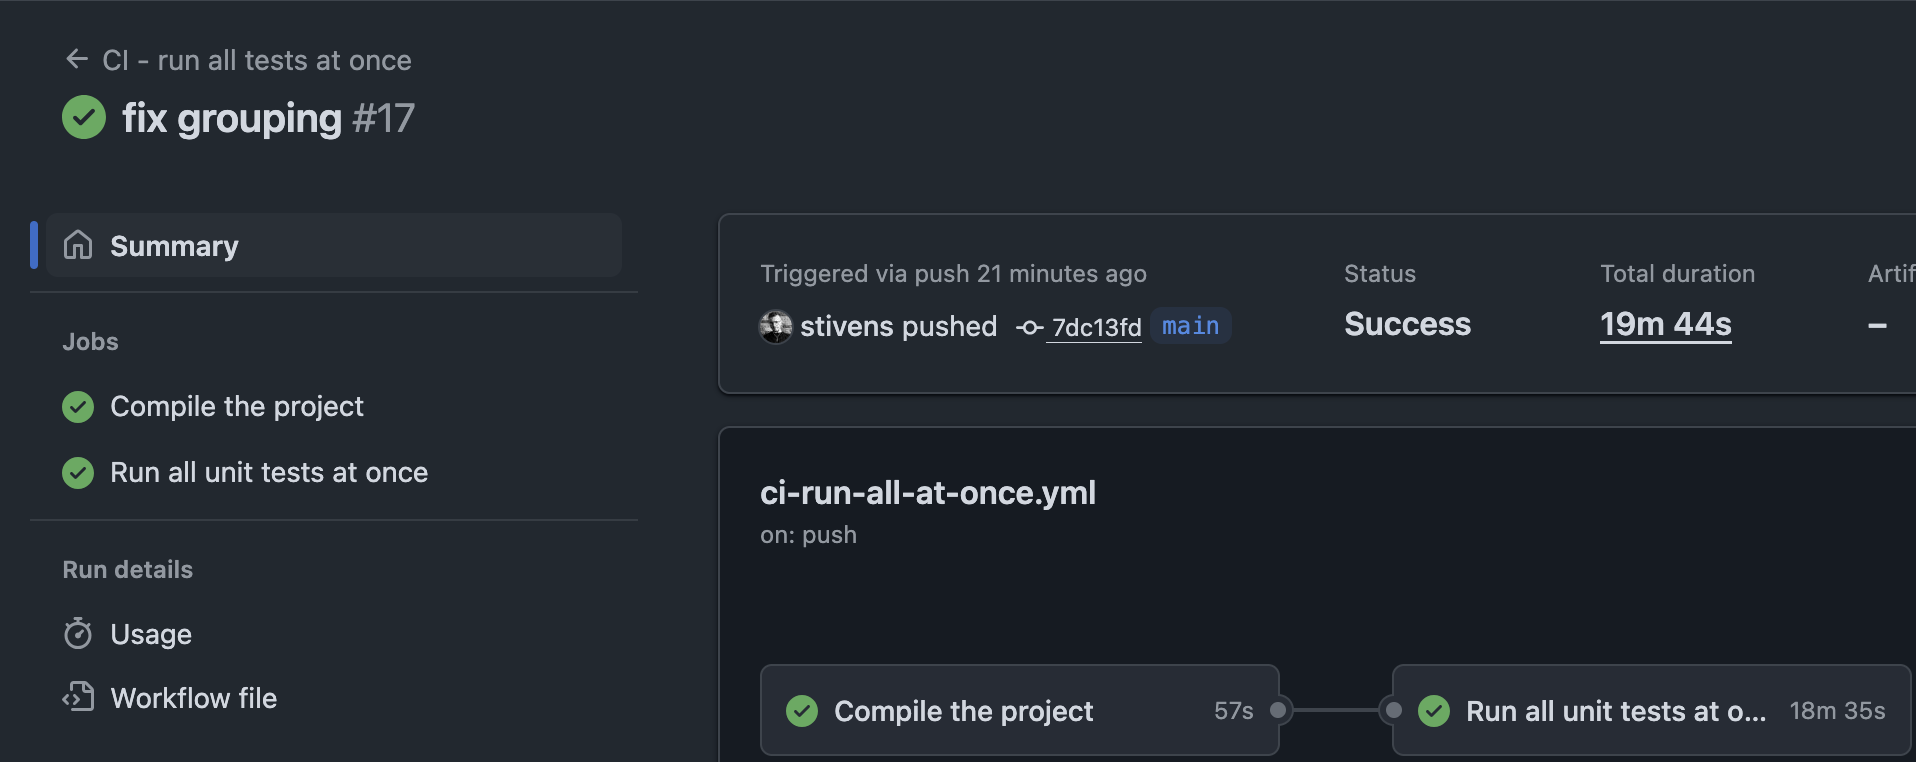 CI - run all tests at once
fix grouping #17
Summary
Jobs
Compile the project
Run all unit tests at once
Run details
Usage
Workflow file
Triggered via push 21 minutes ago
stivens pushed 7dc13fd main
Status
Success
Total duration
19m 44s
Artif
–
ci-run-all-at-once.yml
on: push
Compile the project 57s
Run all unit tests at o... 18m 35s